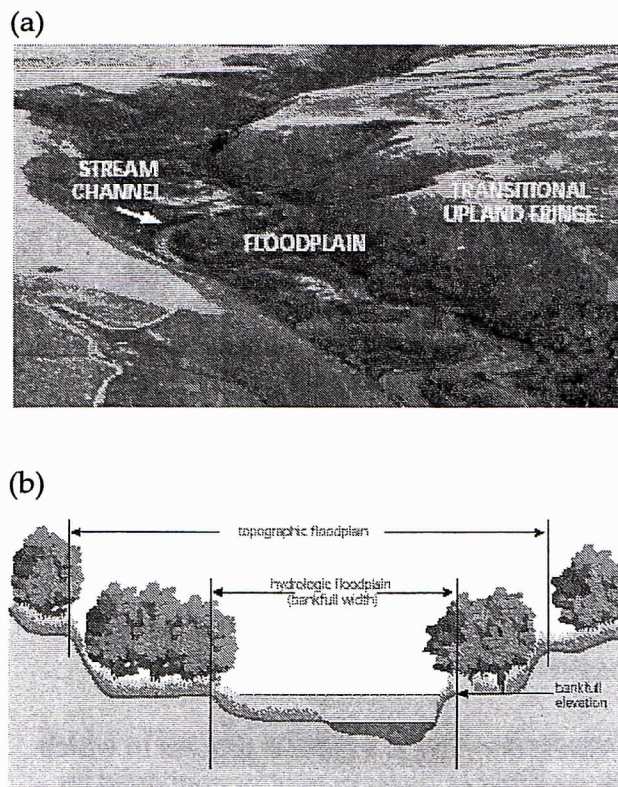 (a)
STREAM
CHANNEL
TRANSITIONAL
UPLAND FRINGE
FLOODPLAIN
(b)
topographic floodplain
hydrologic floodplain
(bankfull width)
bankfull
elevation